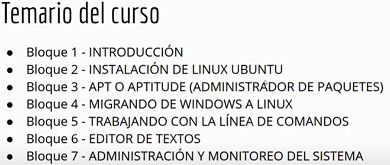 Temario del curso
● Bloque 1 - INTRODUCCIÓN
● Bloque 2 - INSTALACIÓN DE LINUX UBUNTU
● Bloque 3 - APT O APTITUDE (ADMINISTRADOR DE PAQUETES)
● Bloque 4 - MIGRANDO DE WINDOWS A LINUX
● Bloque 5 - TRABAJANDO CON LA LÍNEA DE COMANDOS
● Bloque 6 - EDITOR DE TEXTOS
● Bloque 7 - ADMINISTRACIÓN Y MONITOREO DEL SISTEMA